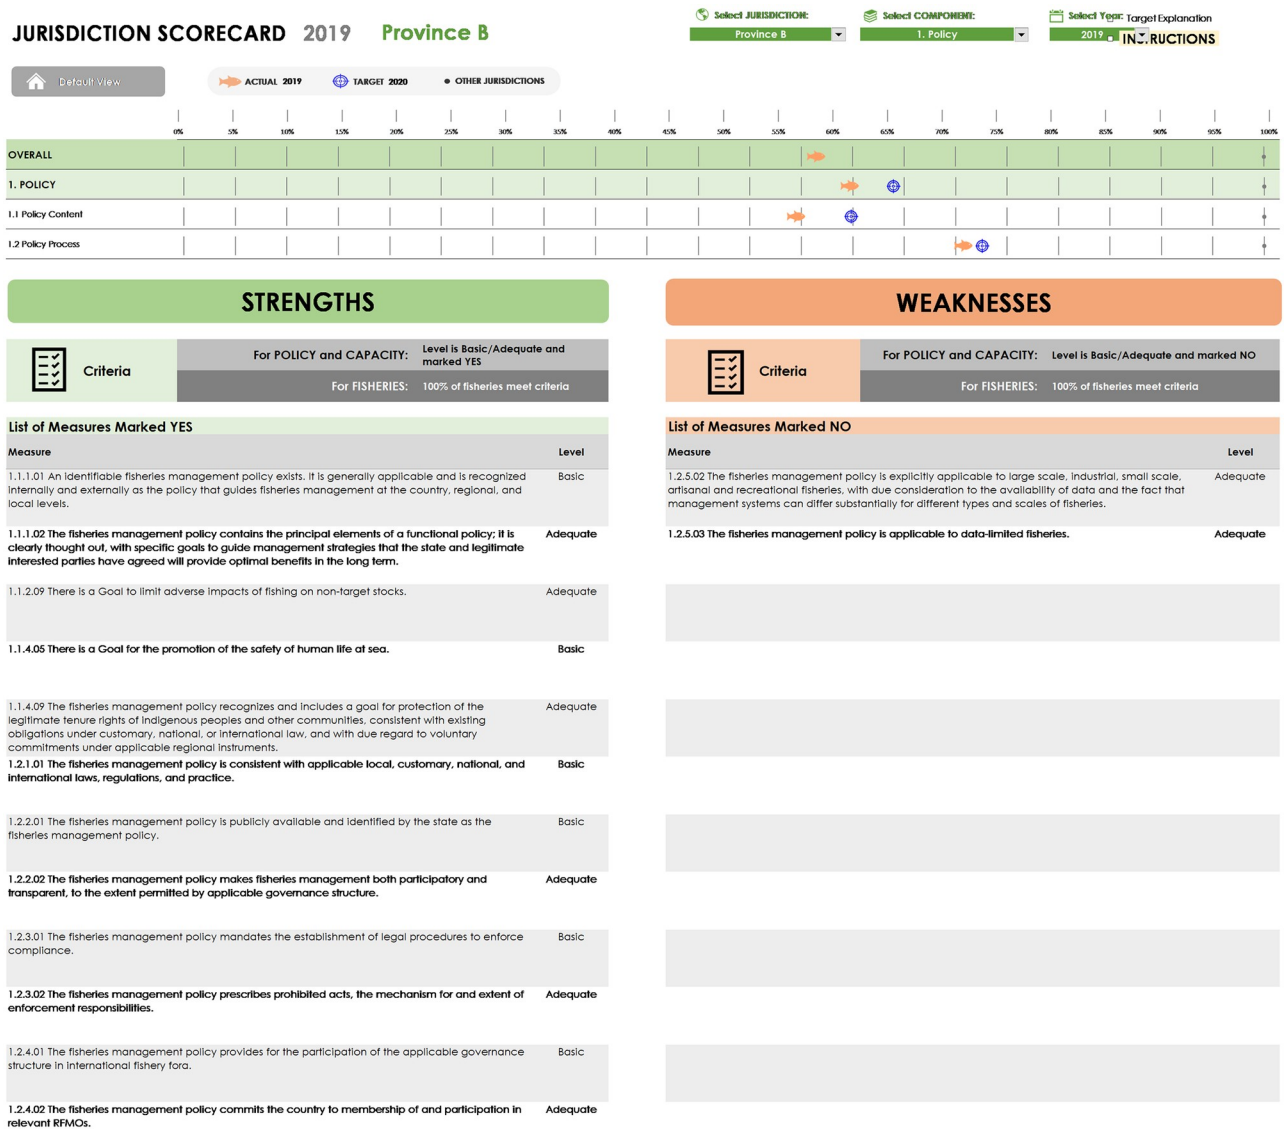 JURISDICTION SCORECARD 2019 Province B
Select JURISDICTION:
Province B
Select COMPONENT:
1. Policy
Select Year:
2019
Target Explanation
Default View
ACTUAL 2019
TARGET 2020
OTHER JURISDICTIONS
0% 5% 10% 15% 20% 25% 30% 35% 40% 45% 50% 55% 60% 65% 70% 75% 80% 85% 90% 95% 100%
OVERALL
1. POLICY
1.1 Policy Content
1.2 Policy Process
STRENGTHS
Criteria
For POLICY and CAPACITY:
Level is Basic/Adequate and
marked YES
For FISHERIES: 100% of fisheries meet criteria
List of Measures Marked YES
Measure Level
1.1.1.01 An identifiable fisheries management policy exists. It is generally applicable and is recognized Basic
internally and externally as the policy that guides fisheries management at the country, regional, and
local levels.
1.1.1.02 The fisheries management policy contains the principal elements of a functional policy; it is Adequate
clearly thought out, with specific goals to guide management strategies that the state and legitimate
interested parties have agreed will provide optimal benefits in the long term.
1.1.2.09 There is a Goal to limit adverse impacts of fishing on non-target stocks. Adequate
1.1.4.05 There is a Goal for the promotion of the safety of human life at sea. Basic
1.1.4.09 The fisheries management policy recognizes and includes a goal for protection of the Adequate
legitimate tenure rights of indigenous peoples and other communities, consistent with existing
obligations under customary, national, or international law, and with due regard to voluntary
commitments under applicable regional instruments.
1.2.1.01 The fisheries management policy is consistent with applicable local, customary, national, and Basic
international laws, regulations, and practice.
1.2.2.01 The fisheries management policy is publicly available and identified by the state as the Basic
fisheries management policy.
1.2.2.02 The fisheries management policy makes fisheries management both participatory and Adequate
transparent, to the extent permitted by applicable governance structure.
1.2.3.01 The fisheries management policy mandates the establishment of legal procedures to enforce Basic
compliance.
1.2.3.02 The fisheries management policy prescribes prohibited acts, the mechanism for and extent of Adequate
enforcement responsibilities.
1.2.4.01 The fisheries management policy provides for the participation of the applicable governance Basic
structure in international fishery fora.
1.2.4.02 The fisheries management policy commits the country to membership of and participation in Adequate
relevant RFMOs.
WEAKNESSES
Criteria
For POLICY and CAPACITY: Level is Basic/Adequate and marked NO
For FISHERIES: 100% of fisheries meet criteria
List of Measures Marked NO
Measure Level
1.2.5.02 The fisheries management policy is explicitly applicable to large scale, industrial, small scale, Adequate
artisanal and recreational fisheries, with due consideration to the availability of data and the fact that
management systems can differ substantially for different types and scales of fisheries.
1.2.5.03 The fisheries management policy is applicable to data-limited fisheries. Adequate